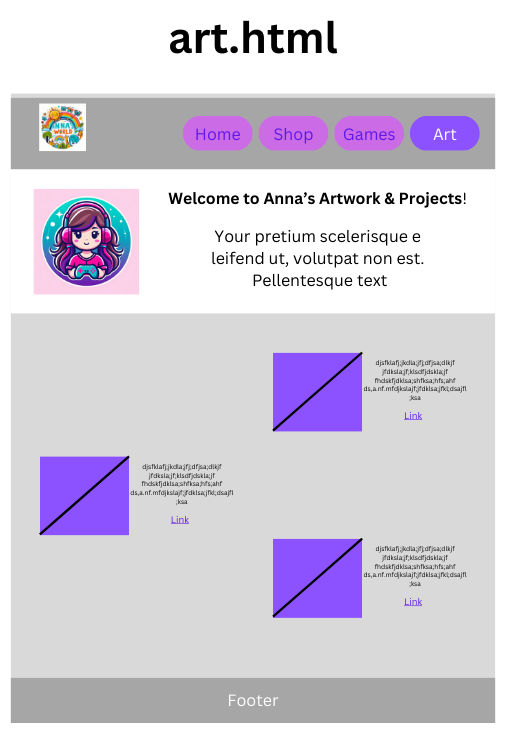 art.html
ANNA
WORLD
Home
Shop
Games
Art
Welcome to Anna’s Artwork & Projects!
Your pretium scelerisque e
leifend ut, volutpat non est.
Pellentesque text
djsfklafj;jkdla;jfj;dfjsa;dlkjf
jfdksla;jf;klsdfjdskla;jf
fhdskfjdklsa;shfksa;hfs;ahf
ds,a.nf.mfdjkslajf;jfdklsa;jfkl;dsajfl
;ksa
Link
djsfklafj;jkdla;jfj;dfjsa;dlkjf
jfdksla;jf;klsdfjdskla;jf
fhdskfjdklsa;shfksa;hfs;ahf
ds,a.nf.mfdjkslajf;jfdklsa;jfkl;dsajfl
;ksa
Link
djsfklafj;jkdla;jfj;dfjsa;dlkjf
jfdksla;jf;klsdfjdskla;jf
fhdskfjdklsa;shfksa;hfs;ahf
ds,a.nf.mfdjkslajf;jfdklsa;jfkl;dsajfl
;ksa
Link
Footer